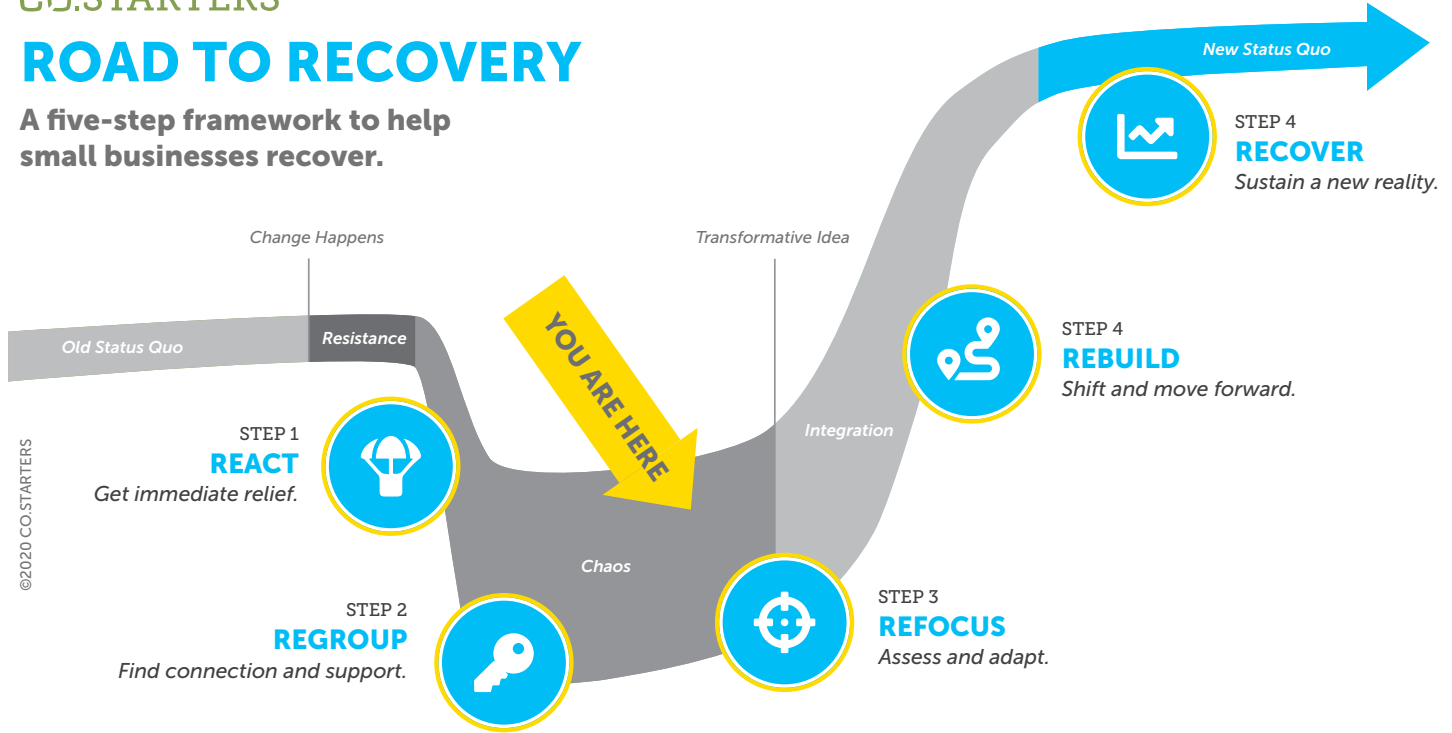 CO.STARTERS
ROAD TO RECOVERY
A five-step framework to help
small businesses recover.
New Status Quo
STEP 4
RECOVER
Sustain a new reality.
Change Happens
Transformative Idea
Old Status Quo
Resistance
YOU ARE HERE
STEP 4
REBUILD
Shift and move forward.
Integration
STEP 1
REACT
Get immediate relief.
Chaos
STEP 2
REGROUP
Find connection and support.
STEP 3
REFOCUS
Assess and adapt.
©2020 CO.STARTERS